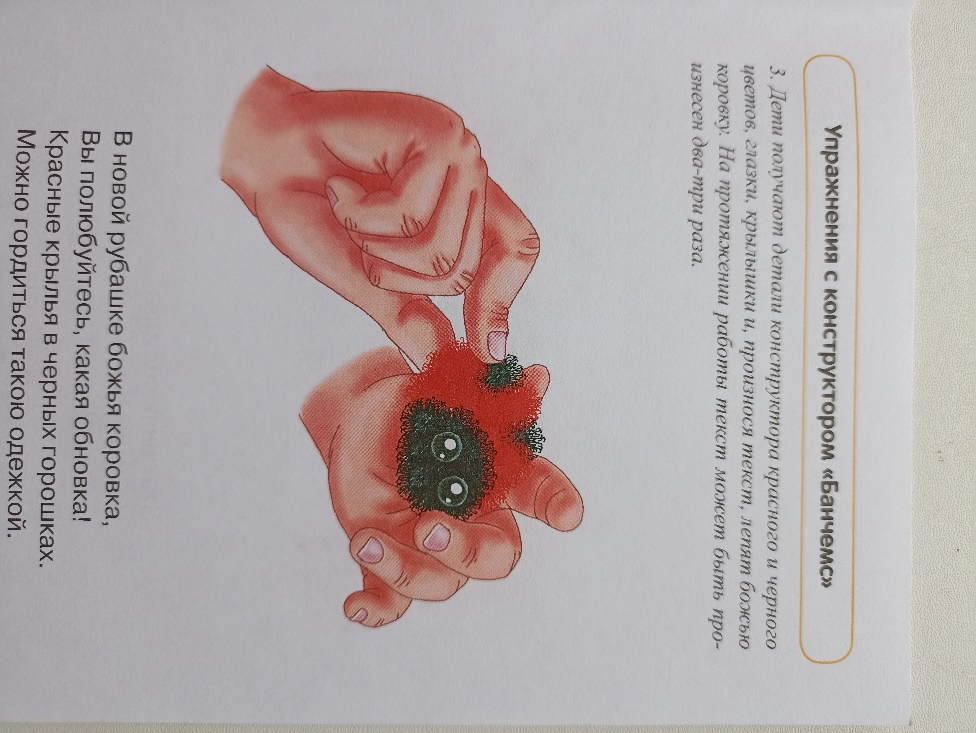 Упражнения с конструктором «Банчемс»
3. Дети получают детали конструктора красного и черного
цветов, глазки, крылышки и, произнося текст, лепят божью
коровку. На протяжении работы текст может быть про-
изнесен два-три раза.
В новой рубашке божья коровка,
Вы полюбуйтесь, какая обновка!
Красные крылья в черных горошках.
Можно гордиться такою одежкой.